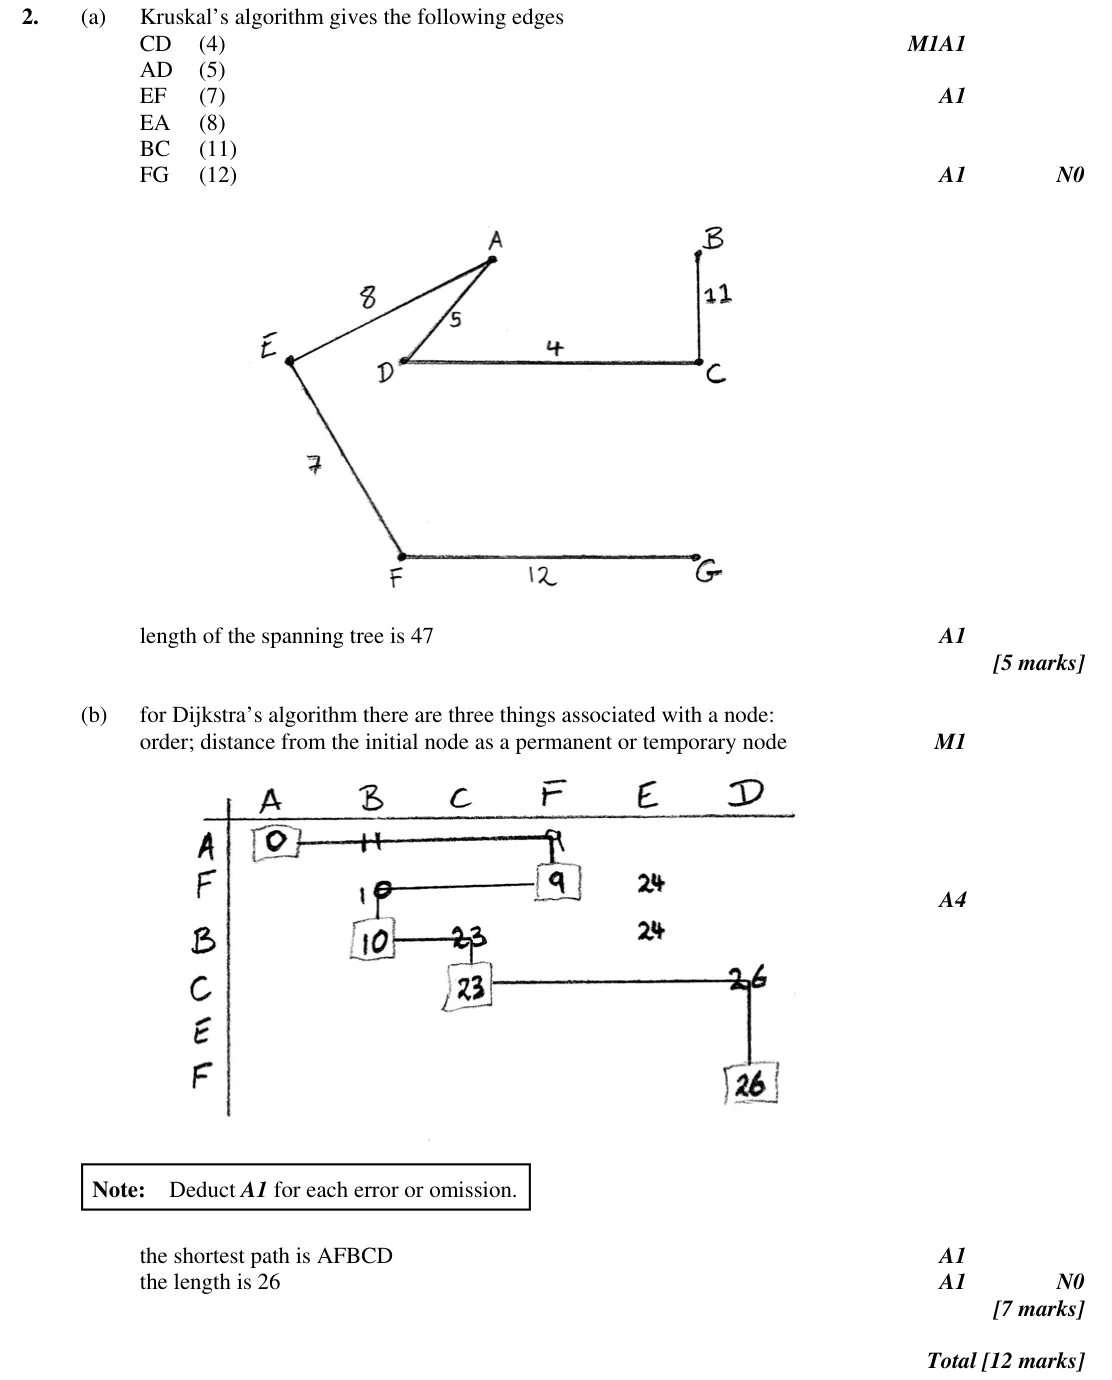 2. (a) Kruskal's algorithm gives the following edges
CD (4) M1A1
AD (5)
EF (7) A1
EA (8)
BC (11)
FG (12) A1 N0
A
B
8
11
5
E
4
D
C
7
F
12
G
length of the spanning tree is 47 A1
[5 marks]
(b) for Dijkstra's algorithm there are three things associated with a node:
order; distance from the initial node as a permanent or temporary node M1
A B C F E D
A 0 11 9
F 10 9 24
A4
B 10 23 24
C 23 26
E
F 26
Note: Deduct A1 for each error or omission.
the shortest path is AFBCD A1
the length is 26 A1 N0
[7 marks]
Total [12 marks]